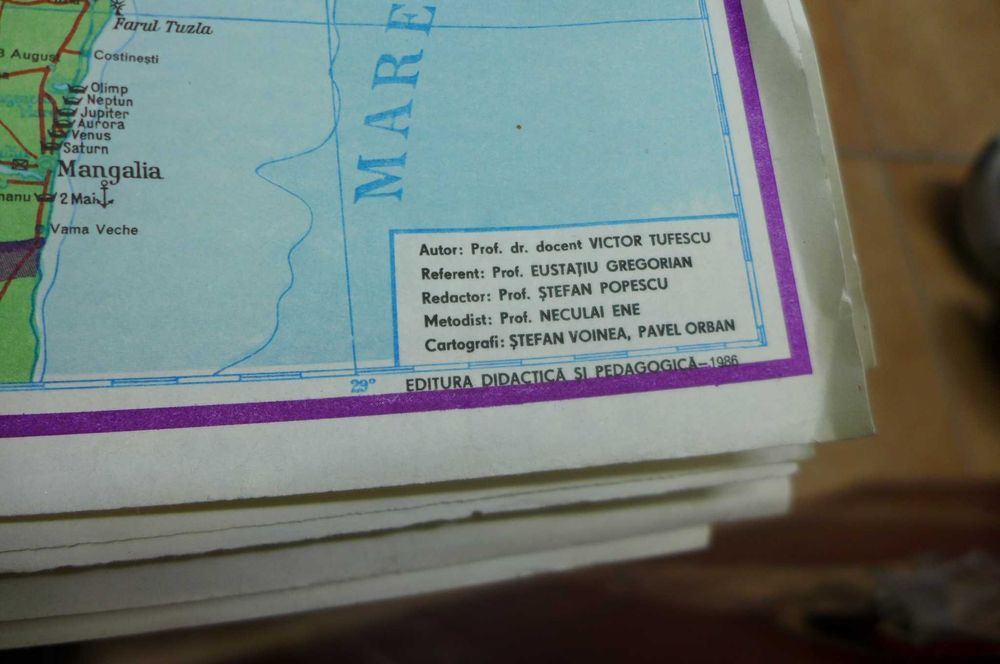 Farul Tuzla
August
Costinești
Olimp
Neptun
Jupiter
Aurora
Venus
Saturn
Mangalia
2 Mai
Vama Veche
MARE
Autor: Prof. dr. docent VICTOR TUFESCU
Referent: Prof. EUSTAȚIU GREGORIAN
Redactor: Prof. ȘTEFAN POPESCU
Metodist: Prof. NECULAI ENE
Cartografi: ȘTEFAN VOINEA, PAVEL ORBAN
29°
EDITURA DIDACTICĂ ȘI PEDAGOGICĂ—1986